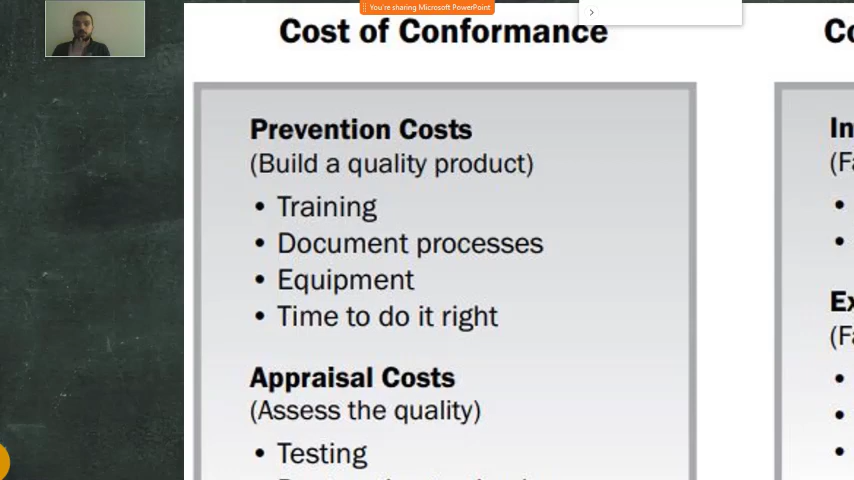 You're sharing Microsoft PowerPoint
Cost of Conformance
Prevention Costs
(Build a quality product)
• Training
• Document processes
• Equipment
• Time to do it right
Appraisal Costs
(Assess the quality)
• Testing